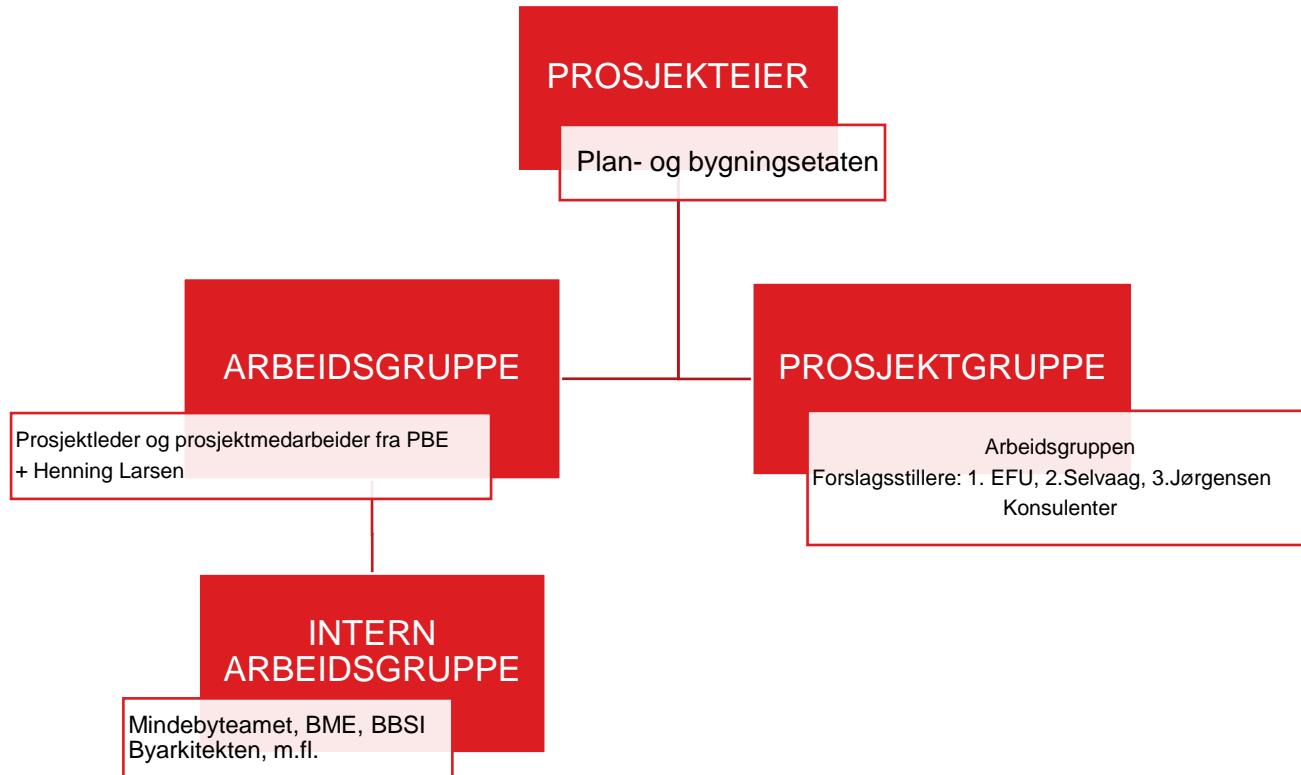 PROSJEKTEIER
Plan- og bygningsetaten
ARBEIDSGRUPPE
Prosjektleder og prosjektmedarbeider fra PBE
+ Henning Larsen
PROSJEKTGRUPPE
Arbeidsgruppen
Forslagsstillere: 1. EFU, 2.Selvaag, 3.Jørgensen
Konsulenter
INTERN
ARBEIDSGRUPPE
Mindebyteamet, BME, BBSI
Byarkitekten, m.fl.